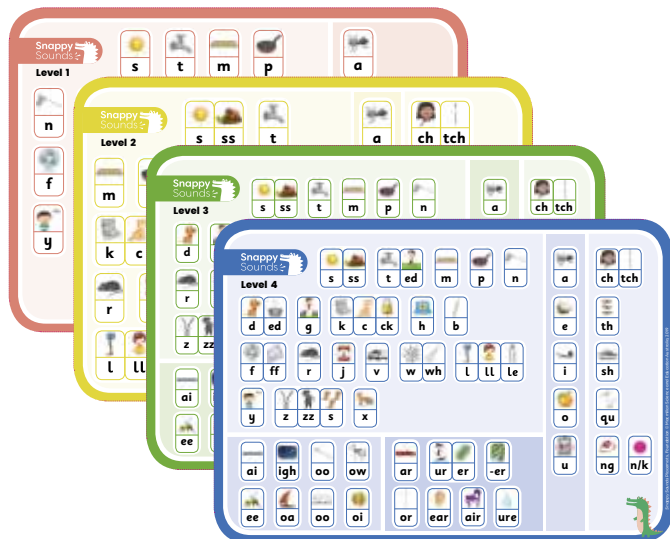 Snappy
Sounds
Level 1
s t m p a
n
f
y
Snappy
Sounds
Level 2
s ss t a ch tch
m
k c
r
l ll
Snappy
Sounds
Level 3
s ss t m p n a ch tch
d
r
z zz
ai
ee
Snappy
Sounds
Level 4
s ss t ed m p n a ch tch
d ed g k c ck h b e th
f ff r j v w wh l ll le i sh
y z zz s x o qu
ai igh oo ow ar ur er -er u ng n/k
ee oa oo oi or ear air ure